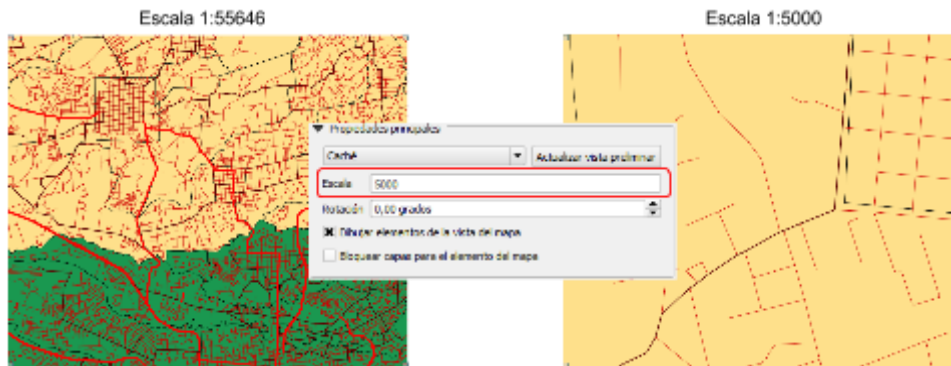 Escala 1:55646
Escala 1:5000
Propiedades principales
Caché
Actualizar vista preliminar
Escala 5000
Rotación 0,00 grados
Dibujar elementos de la vista del mapa
Bloquear capas para el elemento del mapa